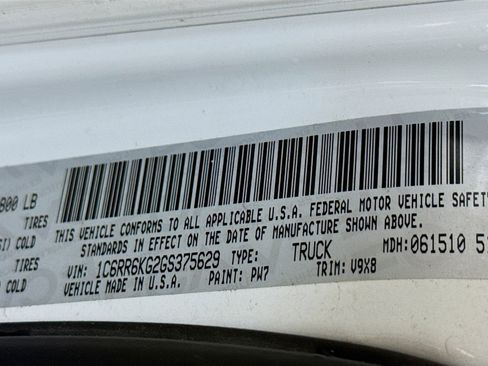 800 LB
TIRES
SI) COLD
TIRES
COLD
THIS VEHICLE CONFORMS TO ALL APPLICABLE U.S.A. FEDERAL MOTOR VEHICLE SAFETY
STANDARDS IN EFFECT ON THE DATE OF MANUFACTURE SHOWN ABOVE.
VIN: 1C6RR6KG2GS375629 TYPE: TRUCK MDH: 061510 51
VEHICLE MADE IN U.S.A. PAINT: PW7 TRIM: V9X8